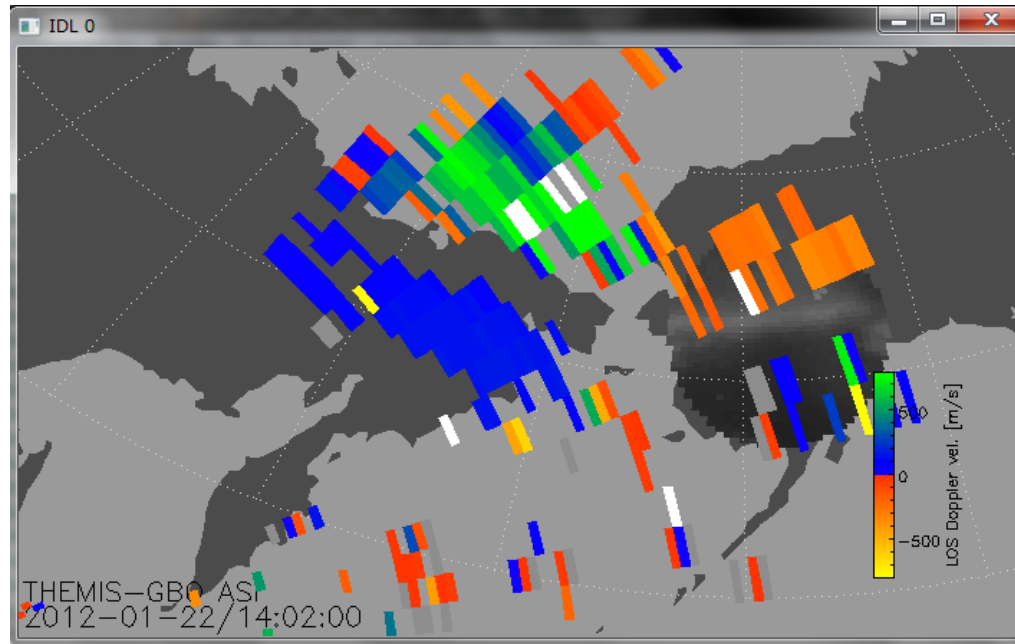 IDL 0
500
0
−500
LOS Doppler vel. [m/s]
THEMIS−GBO ASI
2012−01−22/14:02:00